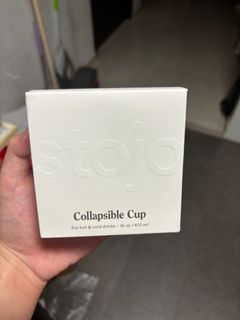 stojo
Collapsible Cup
For hot & cold drinks • 16 oz / 470 ml